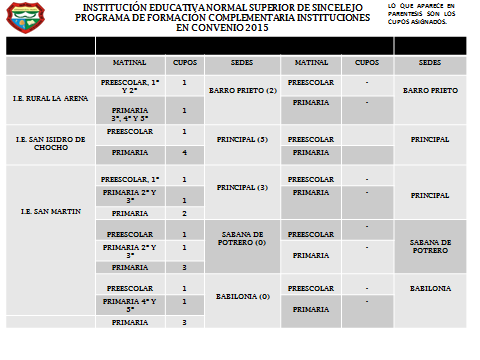 INSTITUCIÓN EDUCATIVA NORMAL SUPERIOR DE SINCELEJO
PROGRAMA DE FORMACIÓN COMPLEMENTARIA INSTITUCIONES
EN CONVENIO 2015
LO QUE APARECE EN
PARENTESIS SON LOS
CUPOS ASIGNADOS.
MATINAL CUPOS SEDES MATINAL CUPOS SEDES
I.E. RURAL LA ARENA
PREESCOLAR, 1° Y 2° 1 BARRO PRIETO (2) PREESCOLAR - BARRO PRIETO
PRIMARIA 3°, 4° Y 5° 1 PRIMARIA -
I.E. SAN ISIDRO DE CHOCHO
PREESCOLAR 1 PRINCIPAL (5) PREESCOLAR PRINCIPAL
PRIMARIA 4 PRIMARIA
I.E. SAN MARTIN
PREESCOLAR, 1° 1 PRINCIPAL (3) PREESCOLAR - PRINCIPAL
PRIMARIA 2° Y 3° 1 PRIMARIA -
PRIMARIA 2
PREESCOLAR 1 SABANA DE POTRERO (0) PREESCOLAR - SABANA DE POTRERO
PRIMARIA 2° Y 3° 1 PRIMARIA -
PRIMARIA 3
PREESCOLAR 1 BABILONIA (0) PREESCOLAR - BABILONIA
PRIMARIA 4° Y 5° 1 PRIMARIA -
PRIMARIA 3